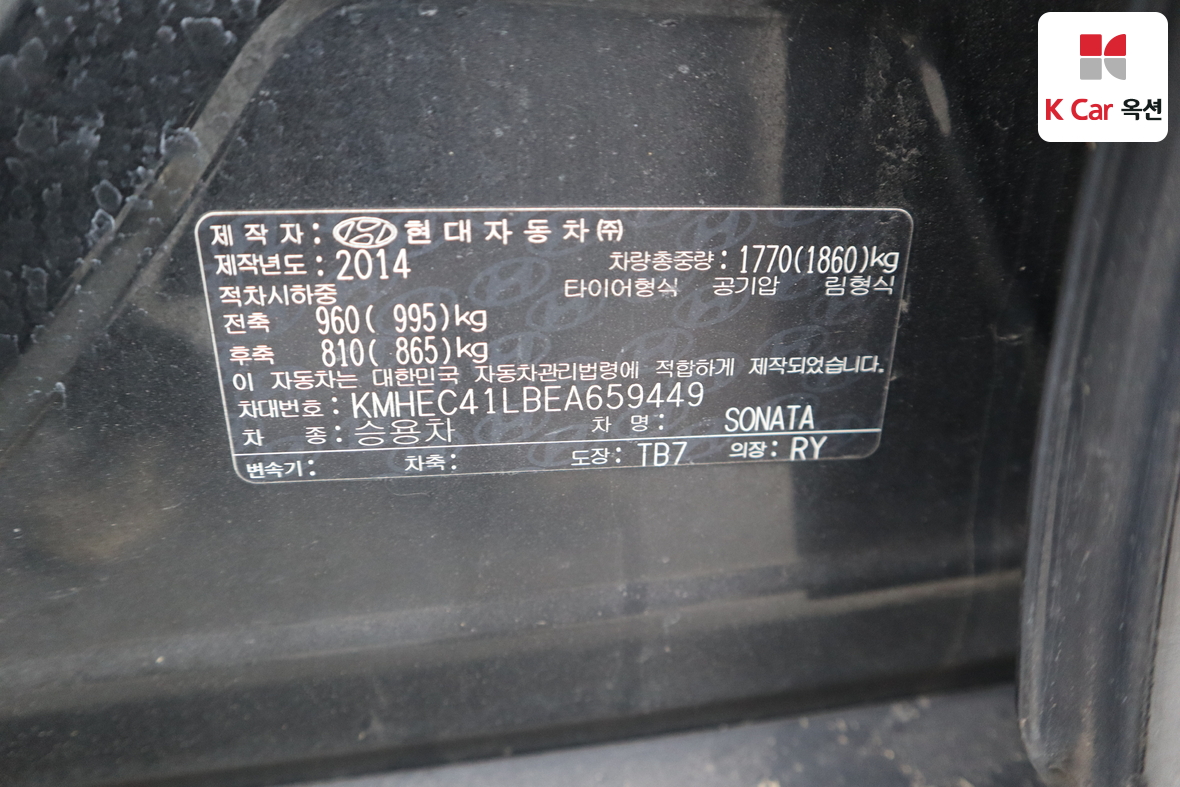 K Car 옥션
제 작 자 : 현 대 자 동 차 ㈜
제작년도 : 2014 차량총중량 : 1770(1860)kg
적차시하중 타이어형식 공기압 림형식
전축 960( 995)kg
후축 810( 865)kg
이 자동차는 대한민국 자동차관리법령에 적합하게 제작되었습니다.
차대번호 : KMHEC41LBEA659449
차 종 : 승용차 차 명 : SONATA
변속기 : 차축 : 도장 : TB7 의장 : RY